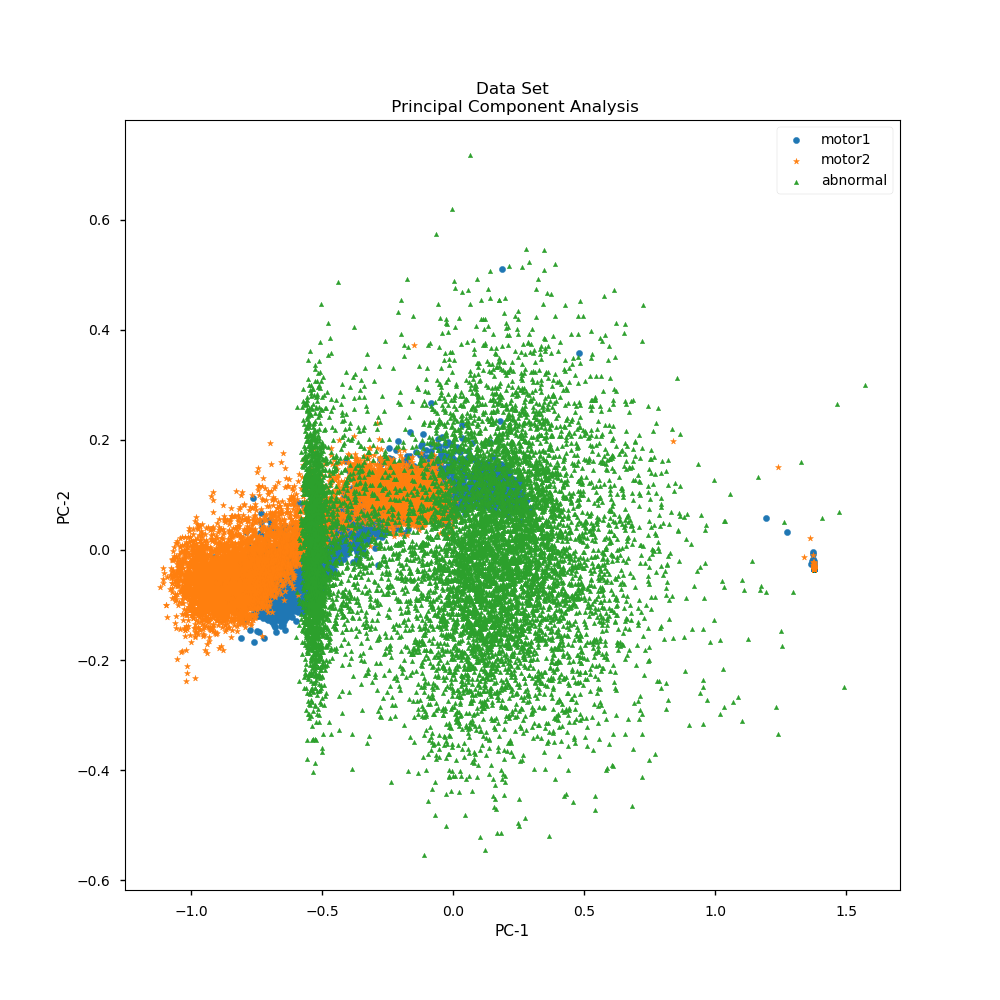 Data Set
Principal Component Analysis
motor1
motor2
abnormal
0.6
0.4
0.2
0.0
−0.2
−0.4
−0.6
PC-2
−1.0
−0.5
0.0
0.5
1.0
1.5
PC-1